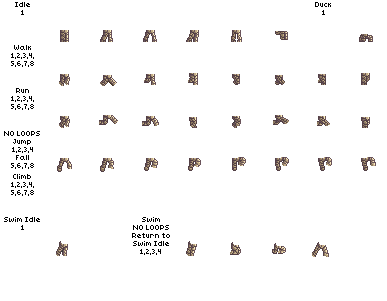 Idle
1
Duck
1
Walk
1,2,3,4,
5,6,7,8
Run
1,2,3,4,
5,6,7,8
NO LOOPS
Jump
1,2,3,4
Fall
5,6,7,8
Climb
1,2,3,4,
5,6,7,8
Swim Idle
1
Swim
NO LOOPS
Return to
Swim Idle
1,2,3,4